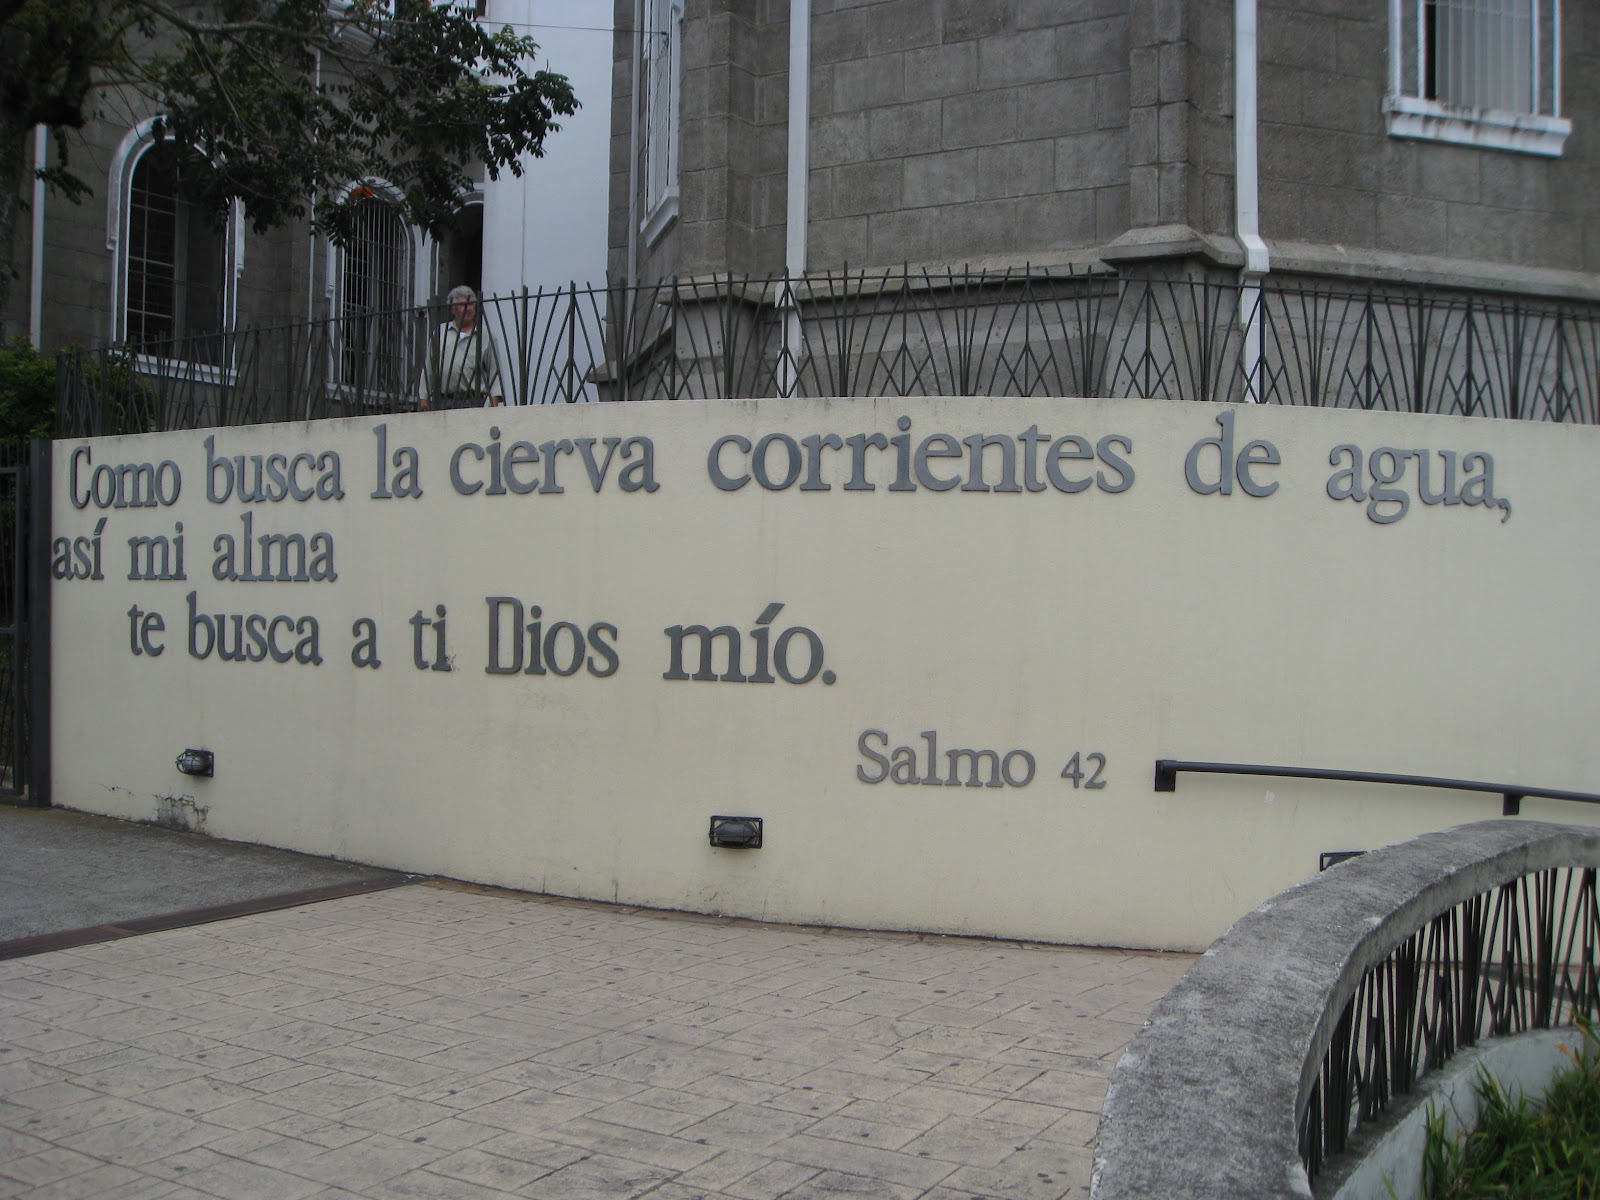 Como busca la cierva corrientes de agua,
así mi alma
te busca a ti Dios mío.
Salmo 42